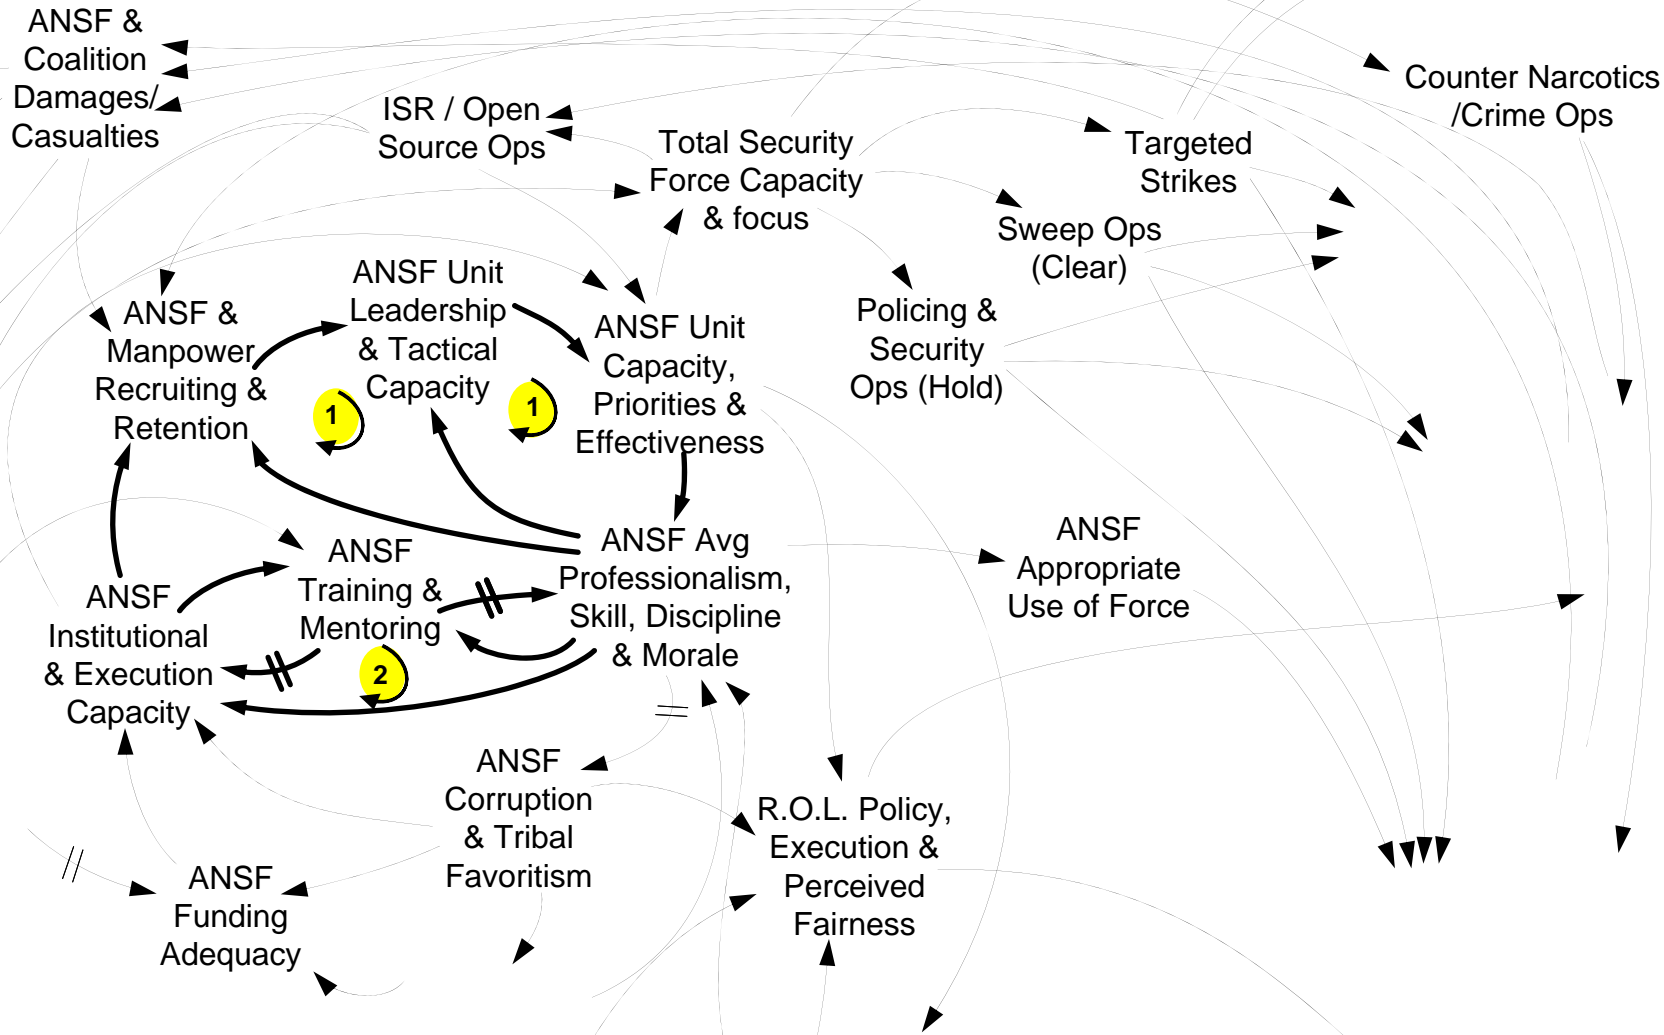 ANSF &
Coalition
Damages/
Casualties
ISR / Open
Source Ops
Total Security
Force Capacity
& focus
Targeted
Strikes
Counter Narcotics
/Crime Ops
Sweep Ops
(Clear)
Policing &
Security
Ops (Hold)
ANSF &
Manpower
Recruiting &
Retention
ANSF Unit
Leadership
& Tactical
Capacity
ANSF Unit
Capacity,
Priorities &
Effectiveness
1
1
ANSF
Institutional
& Execution
Capacity
ANSF
Training &
Mentoring
2
ANSF Avg
Professionalism,
Skill, Discipline
& Morale
ANSF
Appropriate
Use of Force
ANSF
Corruption
& Tribal
Favoritism
R.O.L. Policy,
Execution &
Perceived
Fairness
ANSF
Funding
Adequacy